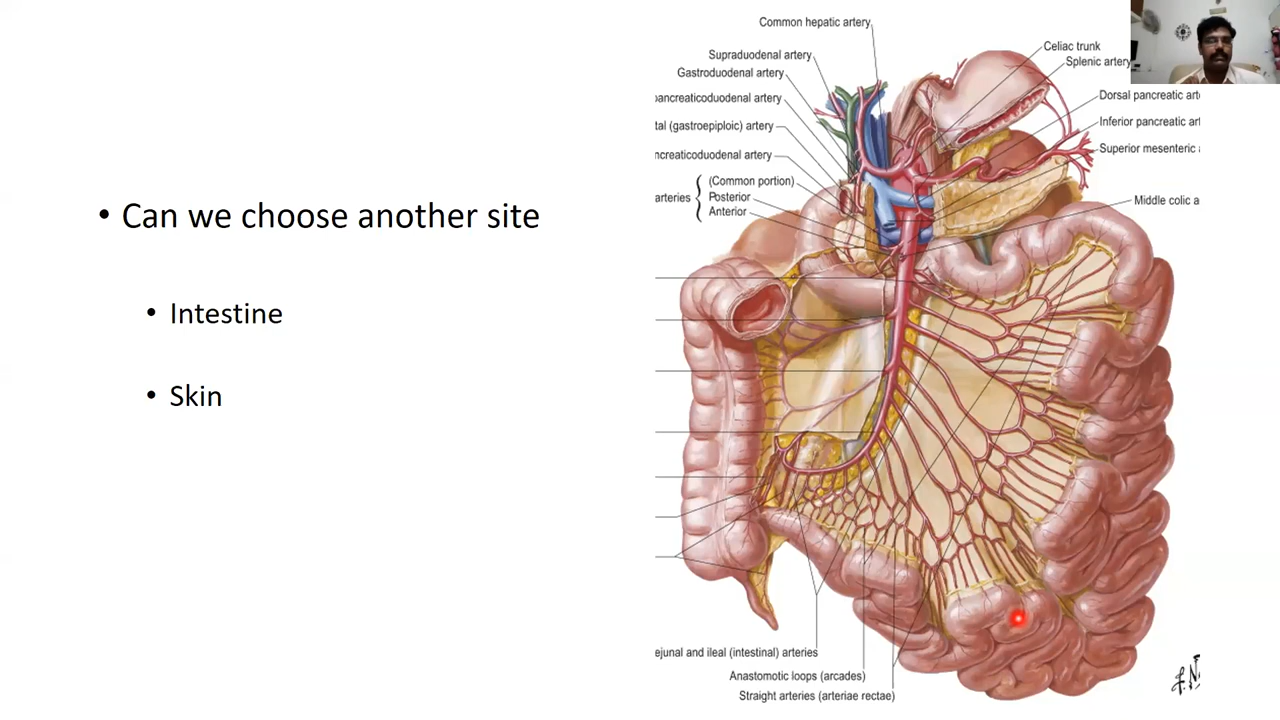 • Can we choose another site
• Intestine
• Skin
Common hepatic artery
Supraduodenal artery
Gastroduodenal artery
pancreaticoduodenal artery
tal (gastroepiploic) artery
ncreaticoduodenal artery
(Common portion)
arteries { Posterior
Anterior
Celiac trunk
Splenic artery
Dorsal pancreatic art
Inferior pancreatic art
Superior mesenteric a
Middle colic a
ejunal and ileal (intestinal) arteries
Anastomotic loops (arcades)
Straight arteries (arteriae rectae)